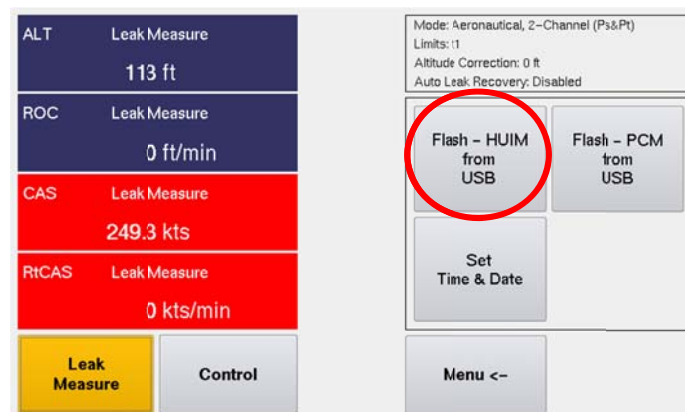 ALT Leak Measure
113 ft
ROC Leak Measure
0 ft/min
CAS Leak Measure
249.3 kts
RtCAS Leak Measure
0 kts/min
Leak
Measure
Control
Mode: Aeronautical, 2-Channel (Ps&Pt)
Limits: 1
Altitude Correction: 0 ft
Auto Leak Recovery: Disabled
Flash - HUIM
from
USB
Flash - PCM
from
USB
Set
Time & Date
Menu <-